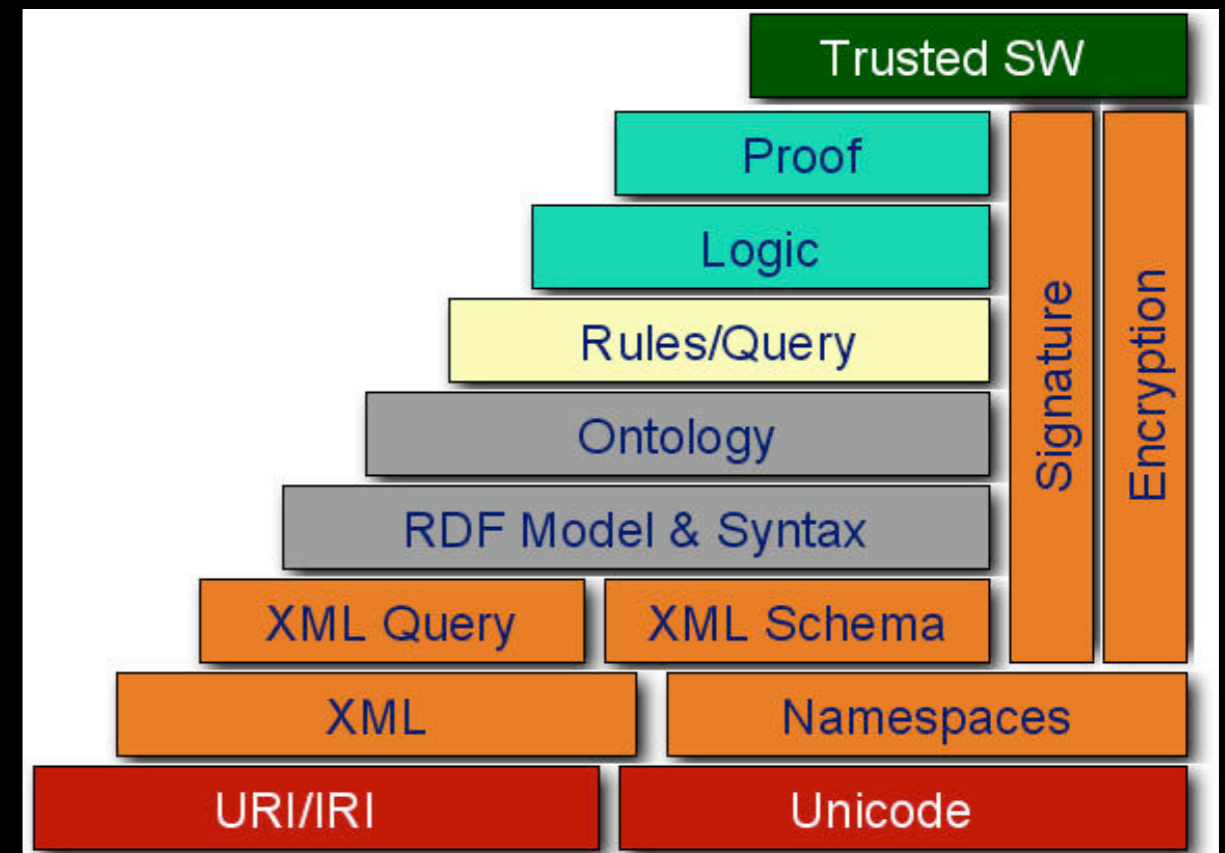 Trusted SW
Proof
Logic
Rules/Query
Ontology
RDF Model & Syntax
XML Query
XML Schema
Signature
Encryption
XML
Namespaces
URI/IRI
Unicode